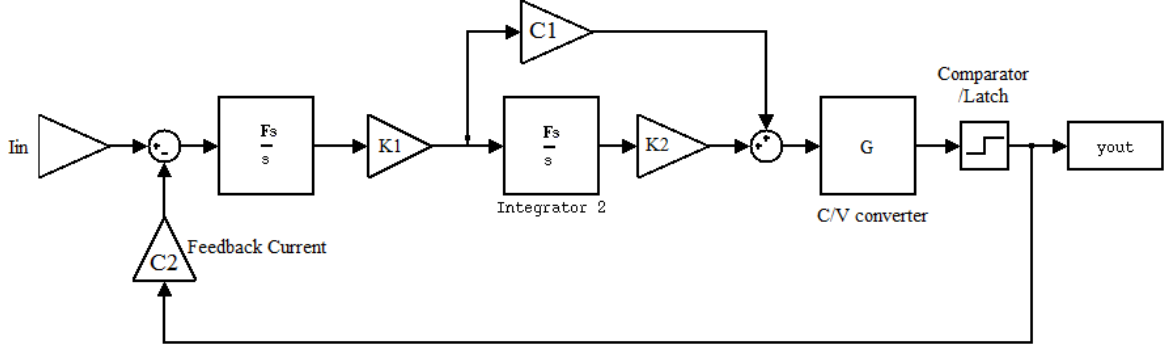 C1
Comparator
/Latch
Iin
Fs
s
K1
Fs
s
K2
G
yout
Integrator 2
C/V converter
Feedback Current
C2